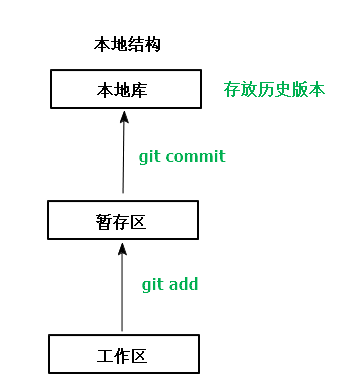 本地结构
本地库
存放历史版本
git commit
暂存区
git add
工作区